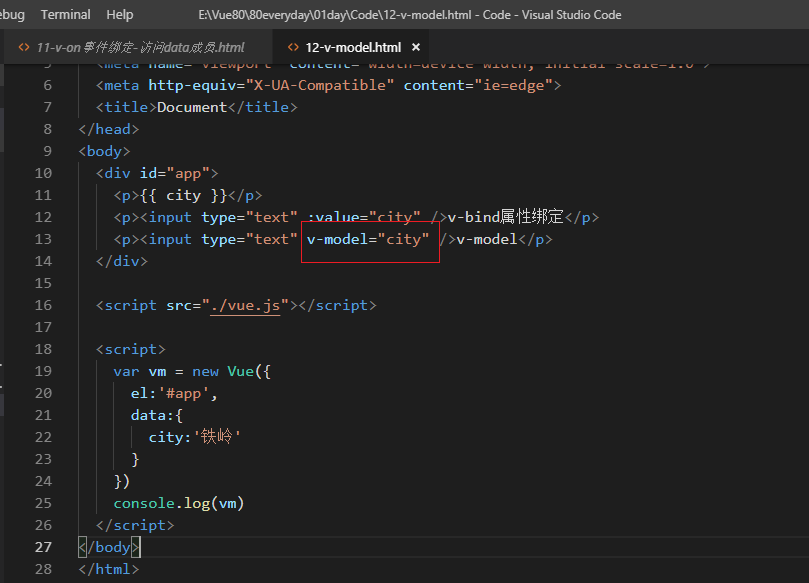 ebug Terminal Help E:\Vue80\80everyday\01day\Code\12-v-model.html - Code - Visual Studio Code
<> 11-v-on 事件绑定-访问data成员.html <> 12-v-model.html ×
5 <meta name="viewport" content="width=device-width, initial-scale=1.0">
6 <meta http-equiv="X-UA-Compatible" content="ie=edge">
7 <title>Document</title>
8 </head>
9 <body>
10 <div id="app">
11 <p>{{ city }}</p>
12 <p><input type="text" :value="city" />v-bind属性绑定</p>
13 <p><input type="text" v-model="city" />v-model</p>
14 </div>
15
16 <script src="./vue.js"></script>
17
18 <script>
19 var vm = new Vue({
20 el:'#app',
21 data:{
22 city:'铁岭'
23 }
24 })
25 console.log(vm)
26 </script>
27 </body>
28 </html>